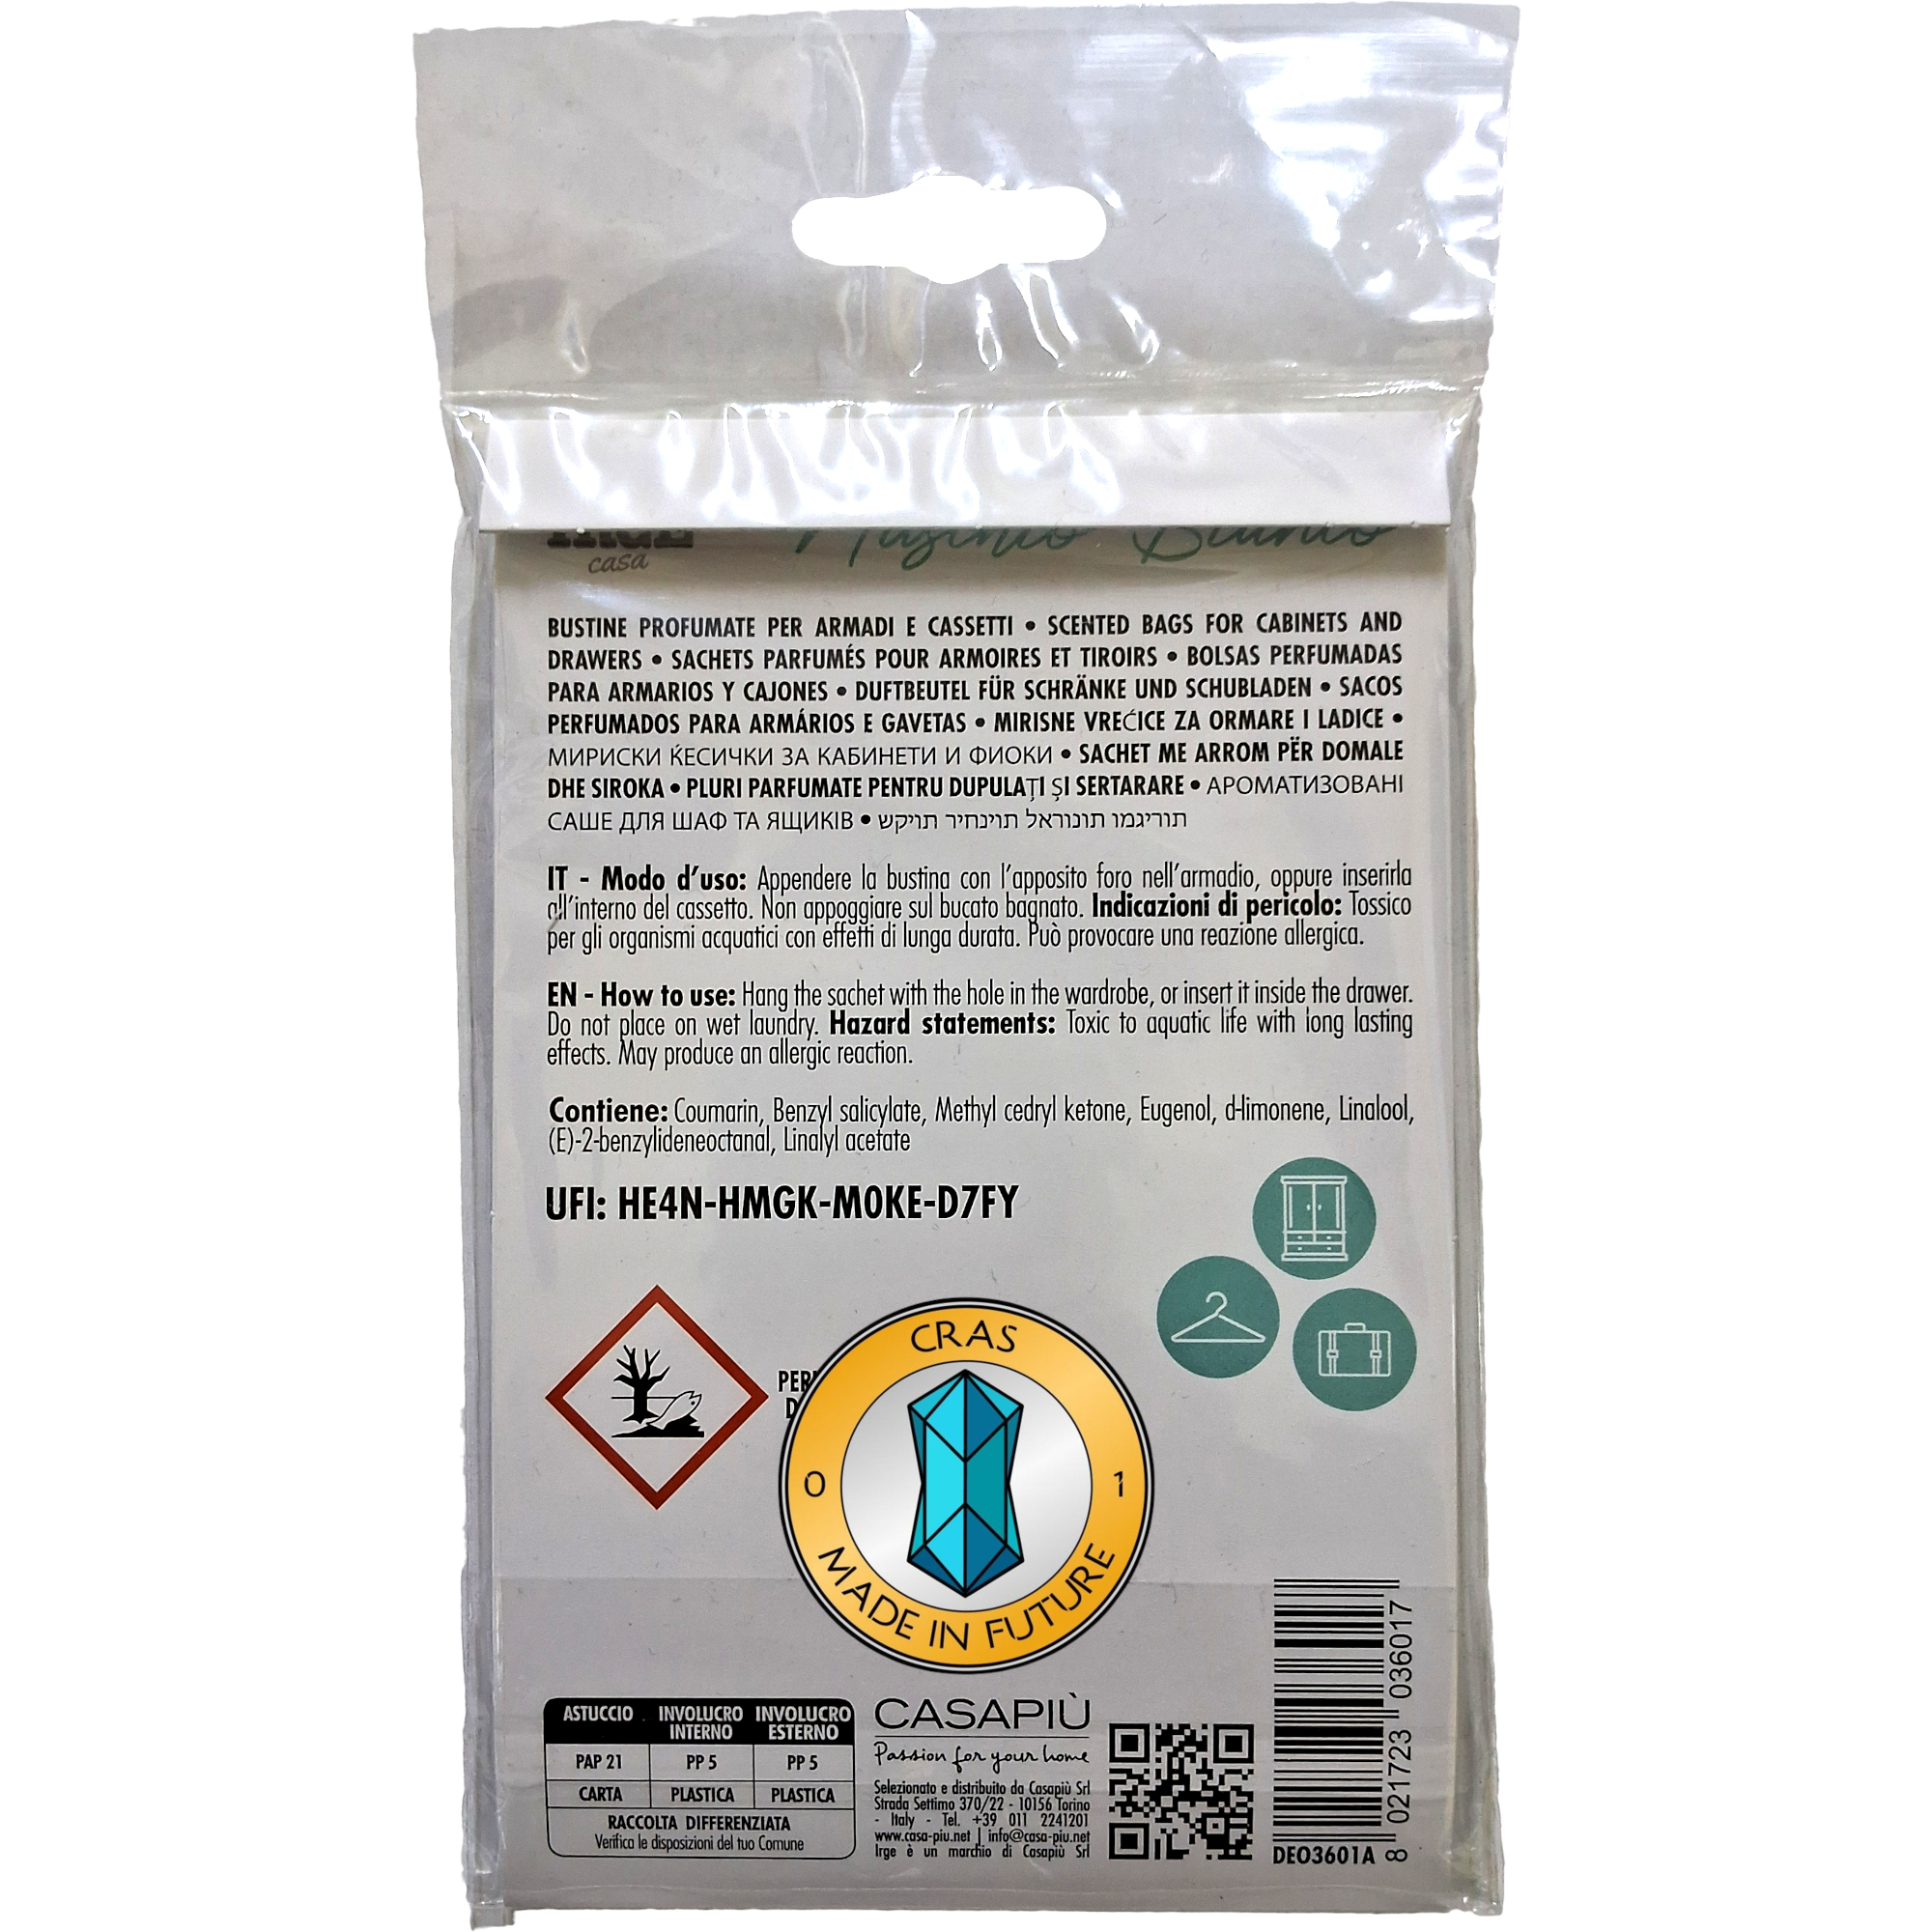 casa
BUSTINE PROFUMATE PER ARMADI E CASSETTI • SCENTED BAGS FOR CABINETS AND
DRAWERS • SACHETS PARFUMÉS POUR ARMOIRES ET TIROIRS • BOLSAS PERFUMADAS
PARA ARMARIOS Y CAJONES • DUFTBEUTEL FÜR SCHRÄNKE UND SCHUBLADEN • SACOS
PERFUMADOS PARA ARMÁRIOS E GAVETAS • MIRISNE VREĆICE ZA ORMARE I LADICE •
МИРИСКИ ЌЕСИЧКИ ЗА КАБИНЕТИ И ФИОКИ • SACHET ME ARROM PËR DOMALE
DHE SIROKA • PLURI PARFUMATE PENTRU DUPULAȚI ȘI SERTARARE • АРОМАТИЗОВАНІ
САШЕ ДЛЯ ШАФ ТА ЯЩИКІВ • שקיות ריחניות לארונות ומגירות
IT - Modo d'uso: Appendere la bustina con l'apposito foro nell'armadio, oppure inserirla
all'interno del cassetto. Non appoggiare sul bucato bagnato. Indicazioni di pericolo: Tossico
per gli organismi acquatici con effetti di lunga durata. Può provocare una reazione allergica.
EN - How to use: Hang the sachet with the hole in the wardrobe, or insert it inside the drawer.
Do not place on wet laundry. Hazard statements: Toxic to aquatic life with long lasting
effects. May produce an allergic reaction.
Contiene: Coumarin, Benzyl salicylate, Methyl cedryl ketone, Eugenol, d-limonene, Linalool,
(E)-2-benzylideneoctanal, Linalyl acetate
UFI: HE4N-HMGK-M0KE-D7FY
CRAS
0 1
MADE IN FUTURE
ASTUCCIO INVOLUCRO INTERNO INVOLUCRO ESTERNO
PAP 21 PP 5 PP 5
CARTA PLASTICA PLASTICA
RACCOLTA DIFFERENZIATA
Verifica le disposizioni del tuo Comune
CASAPIÙ
Passion for your home
Selezionato e distribuito da Casapiù Srl
Strada Settimo 370/22 - 10156 Torino
- Italy - Tel. +39 011 2241201
www.casa-piu.net | info@casa-piu.net
Irge è un marchio di Casapiù Srl
DEO3601A
8 021723 036017